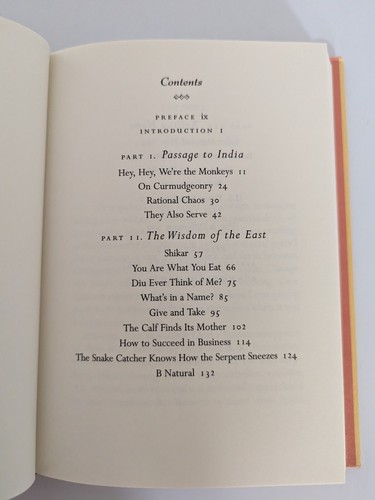 Contents
PREFACE ix
INTRODUCTION 1
PART I. Passage to India
Hey, Hey, We're the Monkeys 11
On Curmudgeonry 24
Rational Chaos 30
They Also Serve 42
PART II. The Wisdom of the East
Shikar 57
You Are What You Eat 66
Diu Ever Think of Me? 75
What's in a Name? 85
Give and Take 95
The Calf Finds Its Mother 102
How to Succeed in Business 114
The Snake Catcher Knows How the Serpent Sneezes 124
B Natural 132